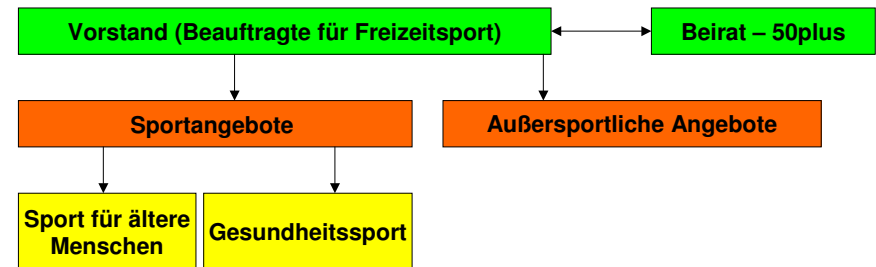 Vorstand (Beauftragte für Freizeitsport)
Beirat – 50plus
Sportangebote
Außersportliche Angebote
Sport für ältere
Menschen
Gesundheitssport